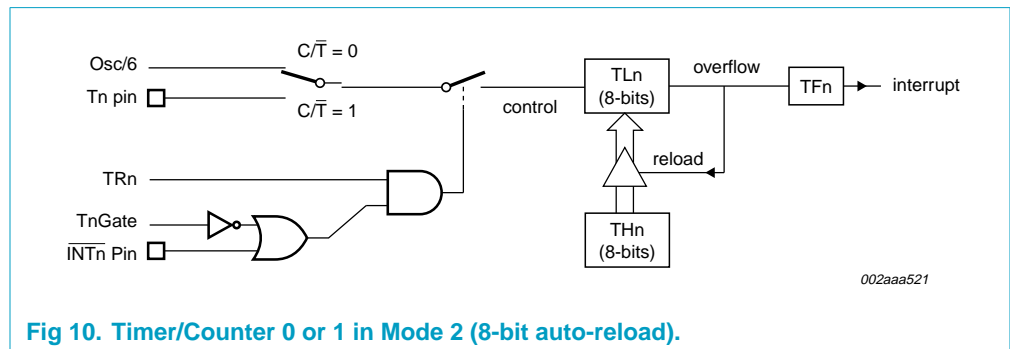 C/T̅ = 0
Osc/6
Tn pin
C/T̅ = 1
control
TLn
(8-bits)
overflow
TFn
interrupt
reload
TRn
TnGate
I̅N̅T̅n̅ Pin
THn
(8-bits)
002aaa521
Fig 10. Timer/Counter 0 or 1 in Mode 2 (8-bit auto-reload).